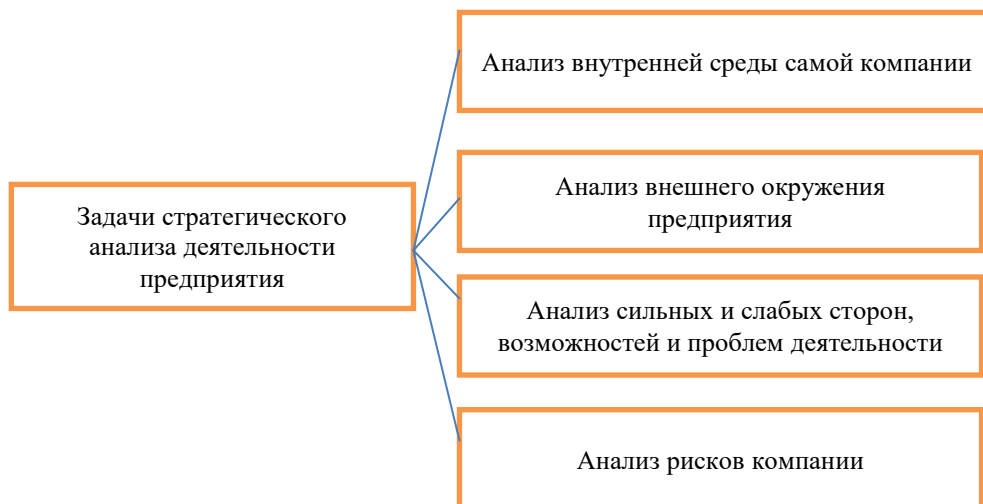 Анализ внутренней среды самой компании
Анализ внешнего окружения
предприятия
Задачи стратегического
анализа деятельности
предприятия
Анализ сильных и слабых сторон,
возможностей и проблем деятельности
Анализ рисков компании